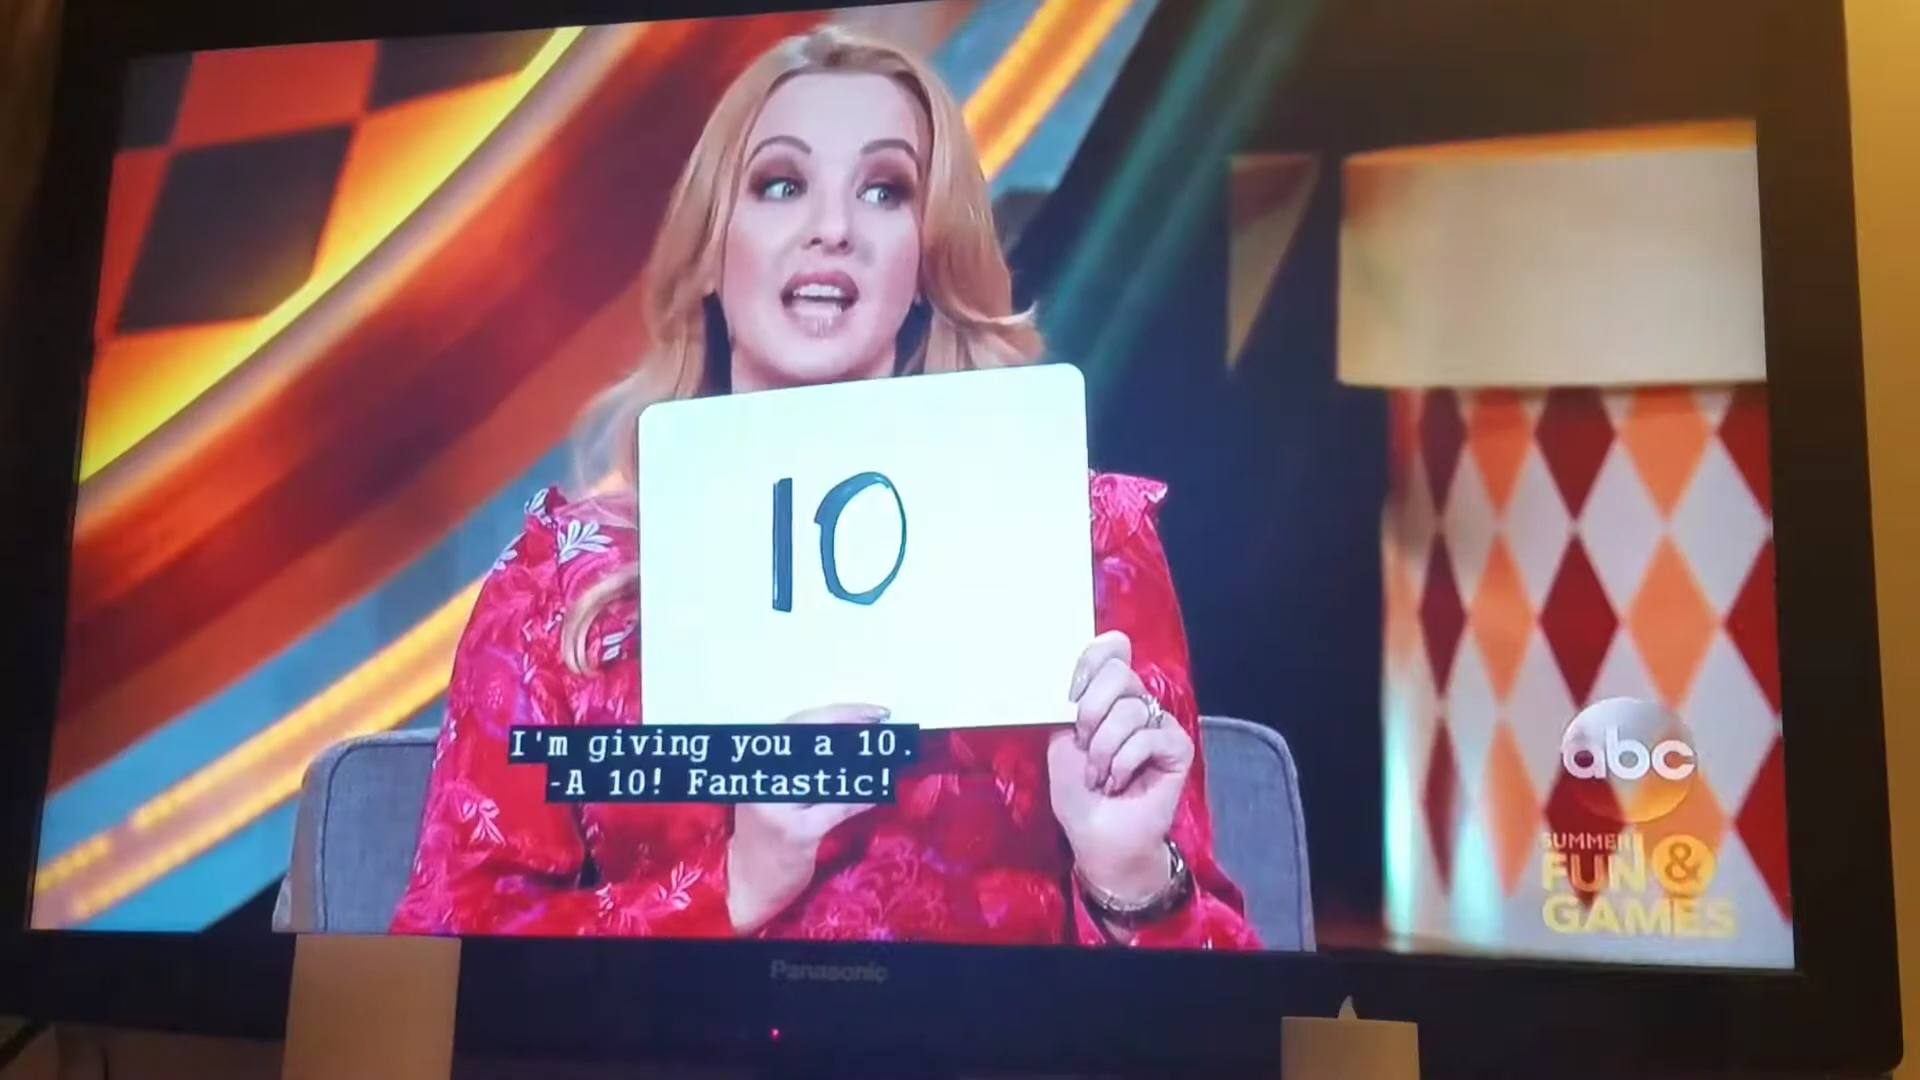 10
I'm giving you a 10.
-A 10! Fantastic!
abc
SUMMER
FUN &
GAMES
Panasonic